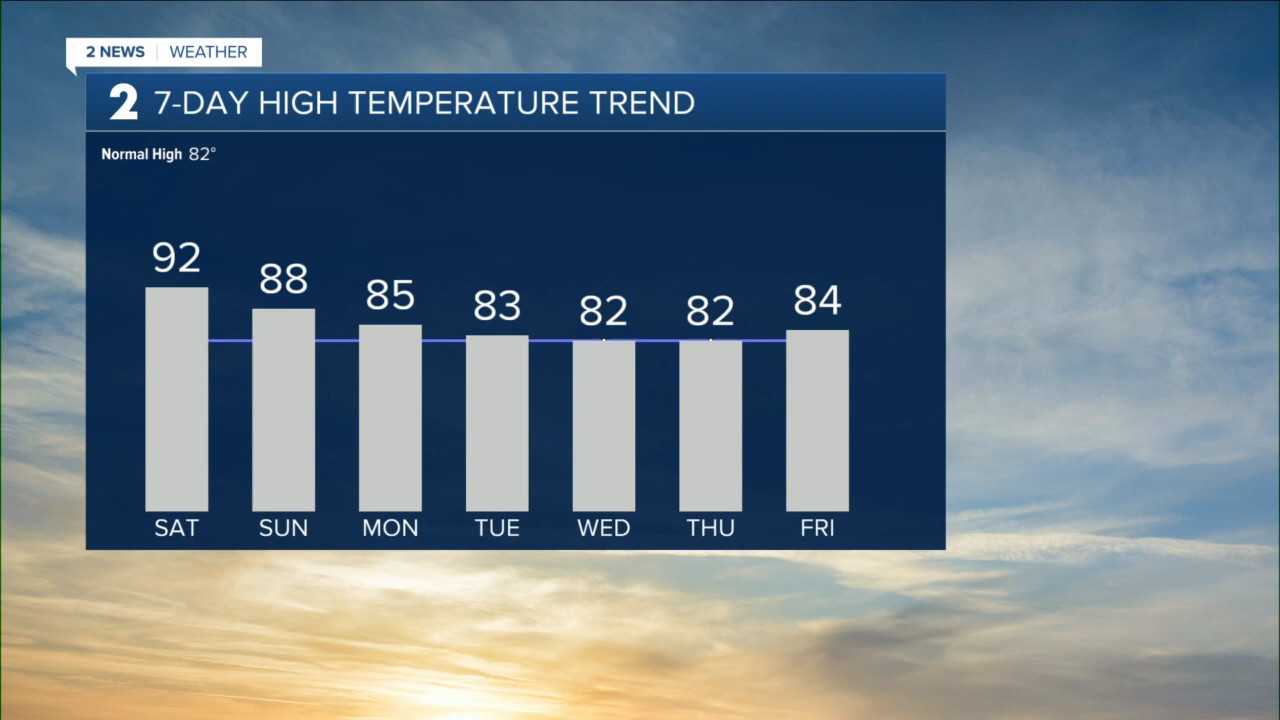 2 NEWS | WEATHER
2 7-DAY HIGH TEMPERATURE TREND
Normal High 82°
92 88 85 83 82 82 84
SAT SUN MON TUE WED THU FRI